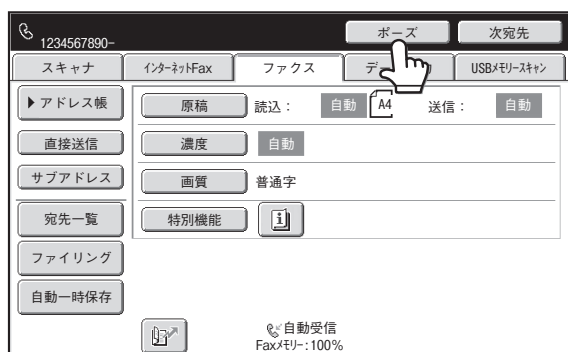 1234567890-
ポーズ 次宛先
スキャナ インターネットFax ファクス デー USBメモリースキャン
アドレス帳 原稿 読込： 自動 A4 送信： 自動
直接送信 濃度 自動
サブアドレス 画質 普通字
宛先一覧 特別機能
ファイリング
自動一時保存
自動受信
Faxメモリー:100%